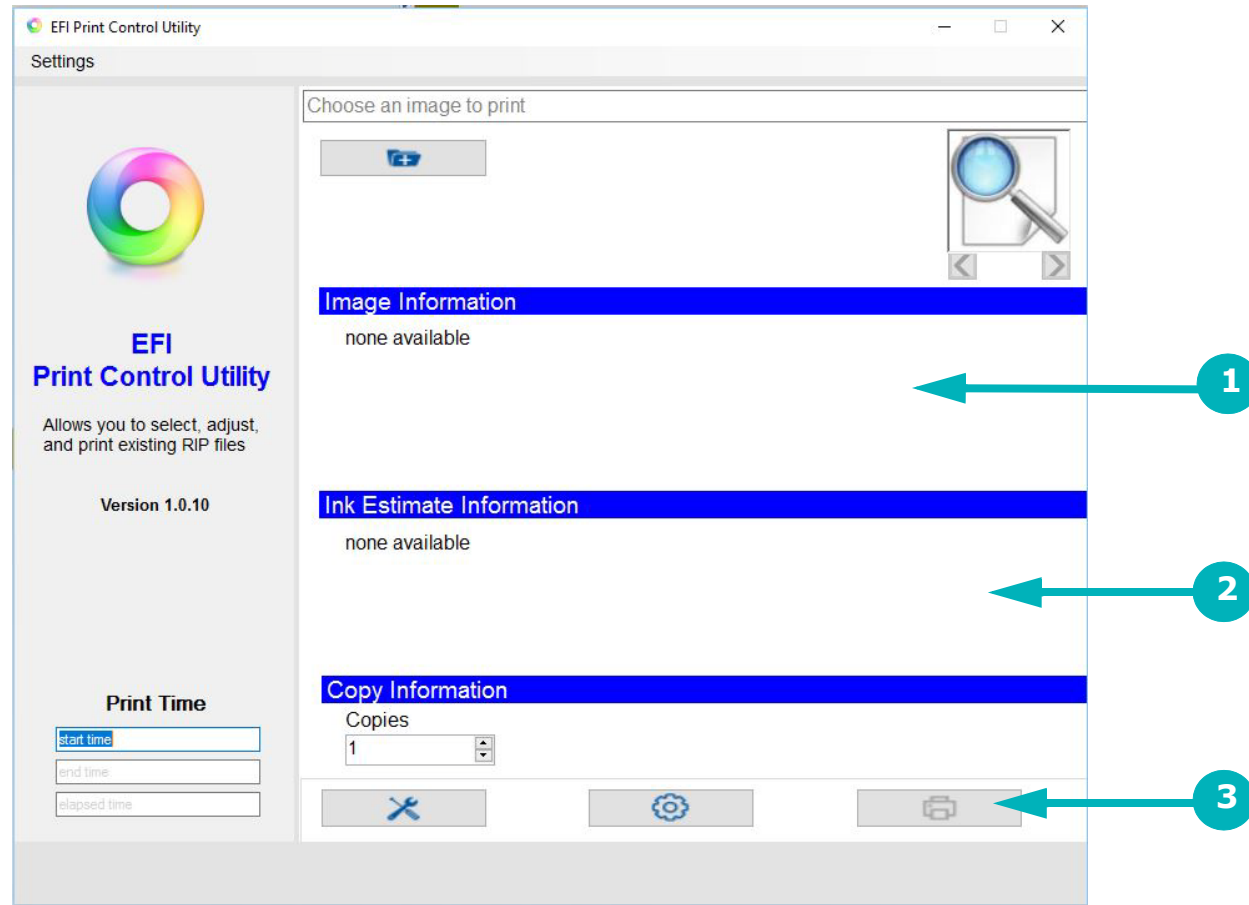 EFI Print Control Utility
Settings
Choose an image to print
Image Information
none available
EFI
Print Control Utility
Allows you to select, adjust,
and print existing RIP files
Version 1.0.10
1
Ink Estimate Information
none available
2
Copy Information
Copies
1
Print Time
start time
end time
elapsed time
3